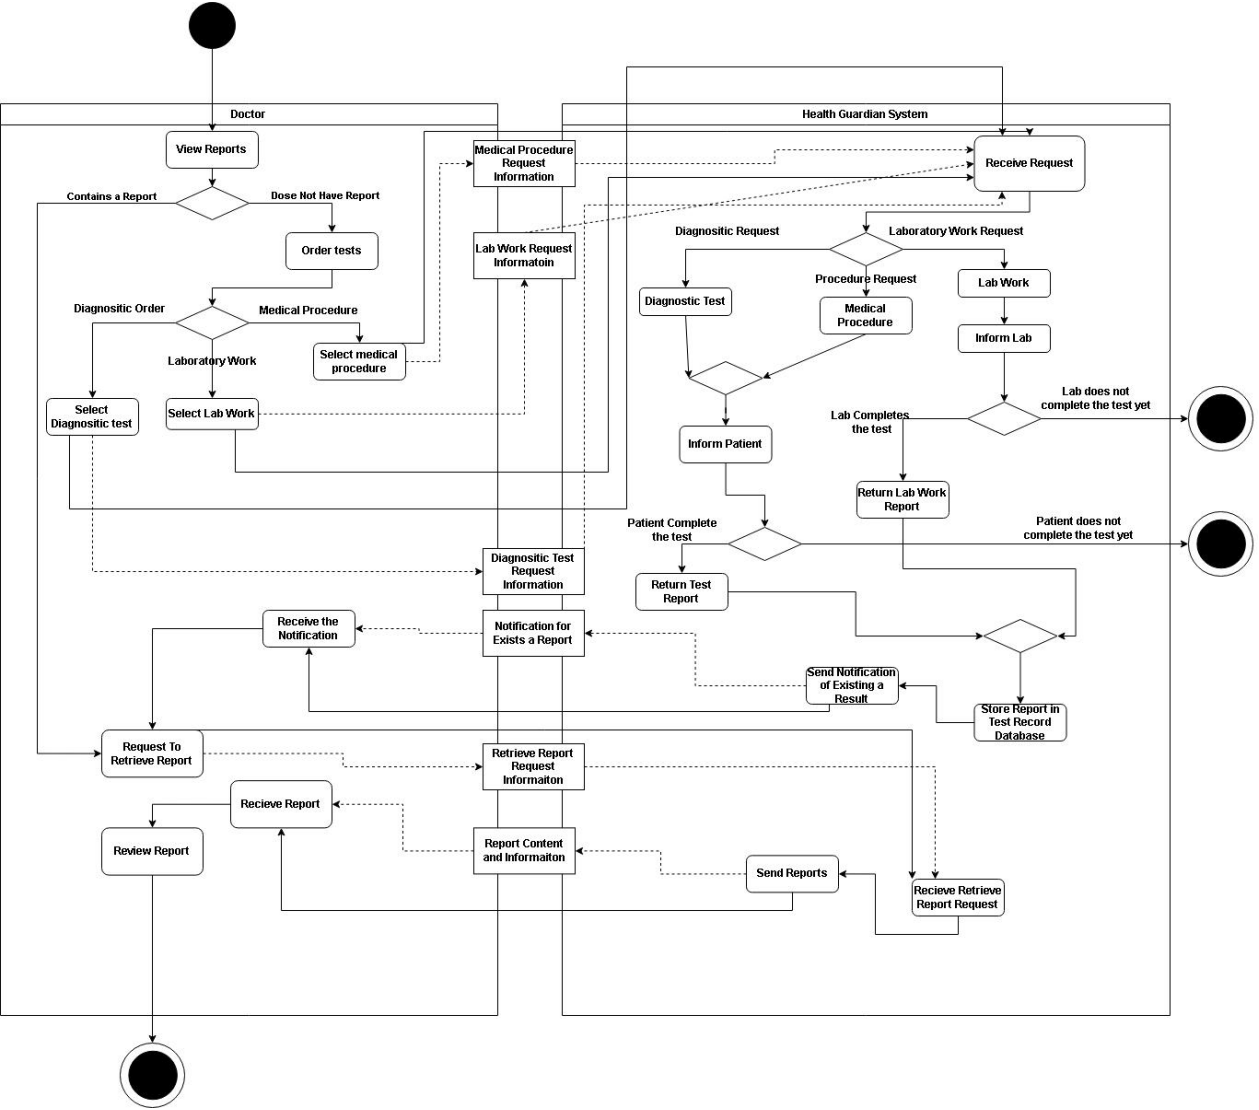 Doctor
Health Guardian System
View Reports
Medical Procedure
Request
Information
Receive Request
Contains a Report
Dose Not Have Report
Order tests
Lab Work Request
Informatoin
Diagnositic Request
Laboratory Work Request
Procedure Request
Lab Work
Diagnostic Test
Medical
Procedure
Diagnositic Order
Medical Procedure
Inform Lab
Select medical
procedure
Laboratory Work
Lab does not
complete the test yet
Select
Diagnositic test
Select Lab Work
Lab Completes
the test
Inform Patient
Return Lab Work
Report
Patient Complete
the test
Patient does not
complete the test yet
Diagnositic Test
Request
Information
Return Test
Report
Receive the
Notification
Notification for
Exists a Report
Send Notification
of Existing a
Result
Store Report in
Test Record
Database
Request To
Retrieve Report
Retrieve Report
Request
Informaiton
Recieve Report
Review Report
Report Content
and Informaiton
Send Reports
Recieve Retrieve
Report Request